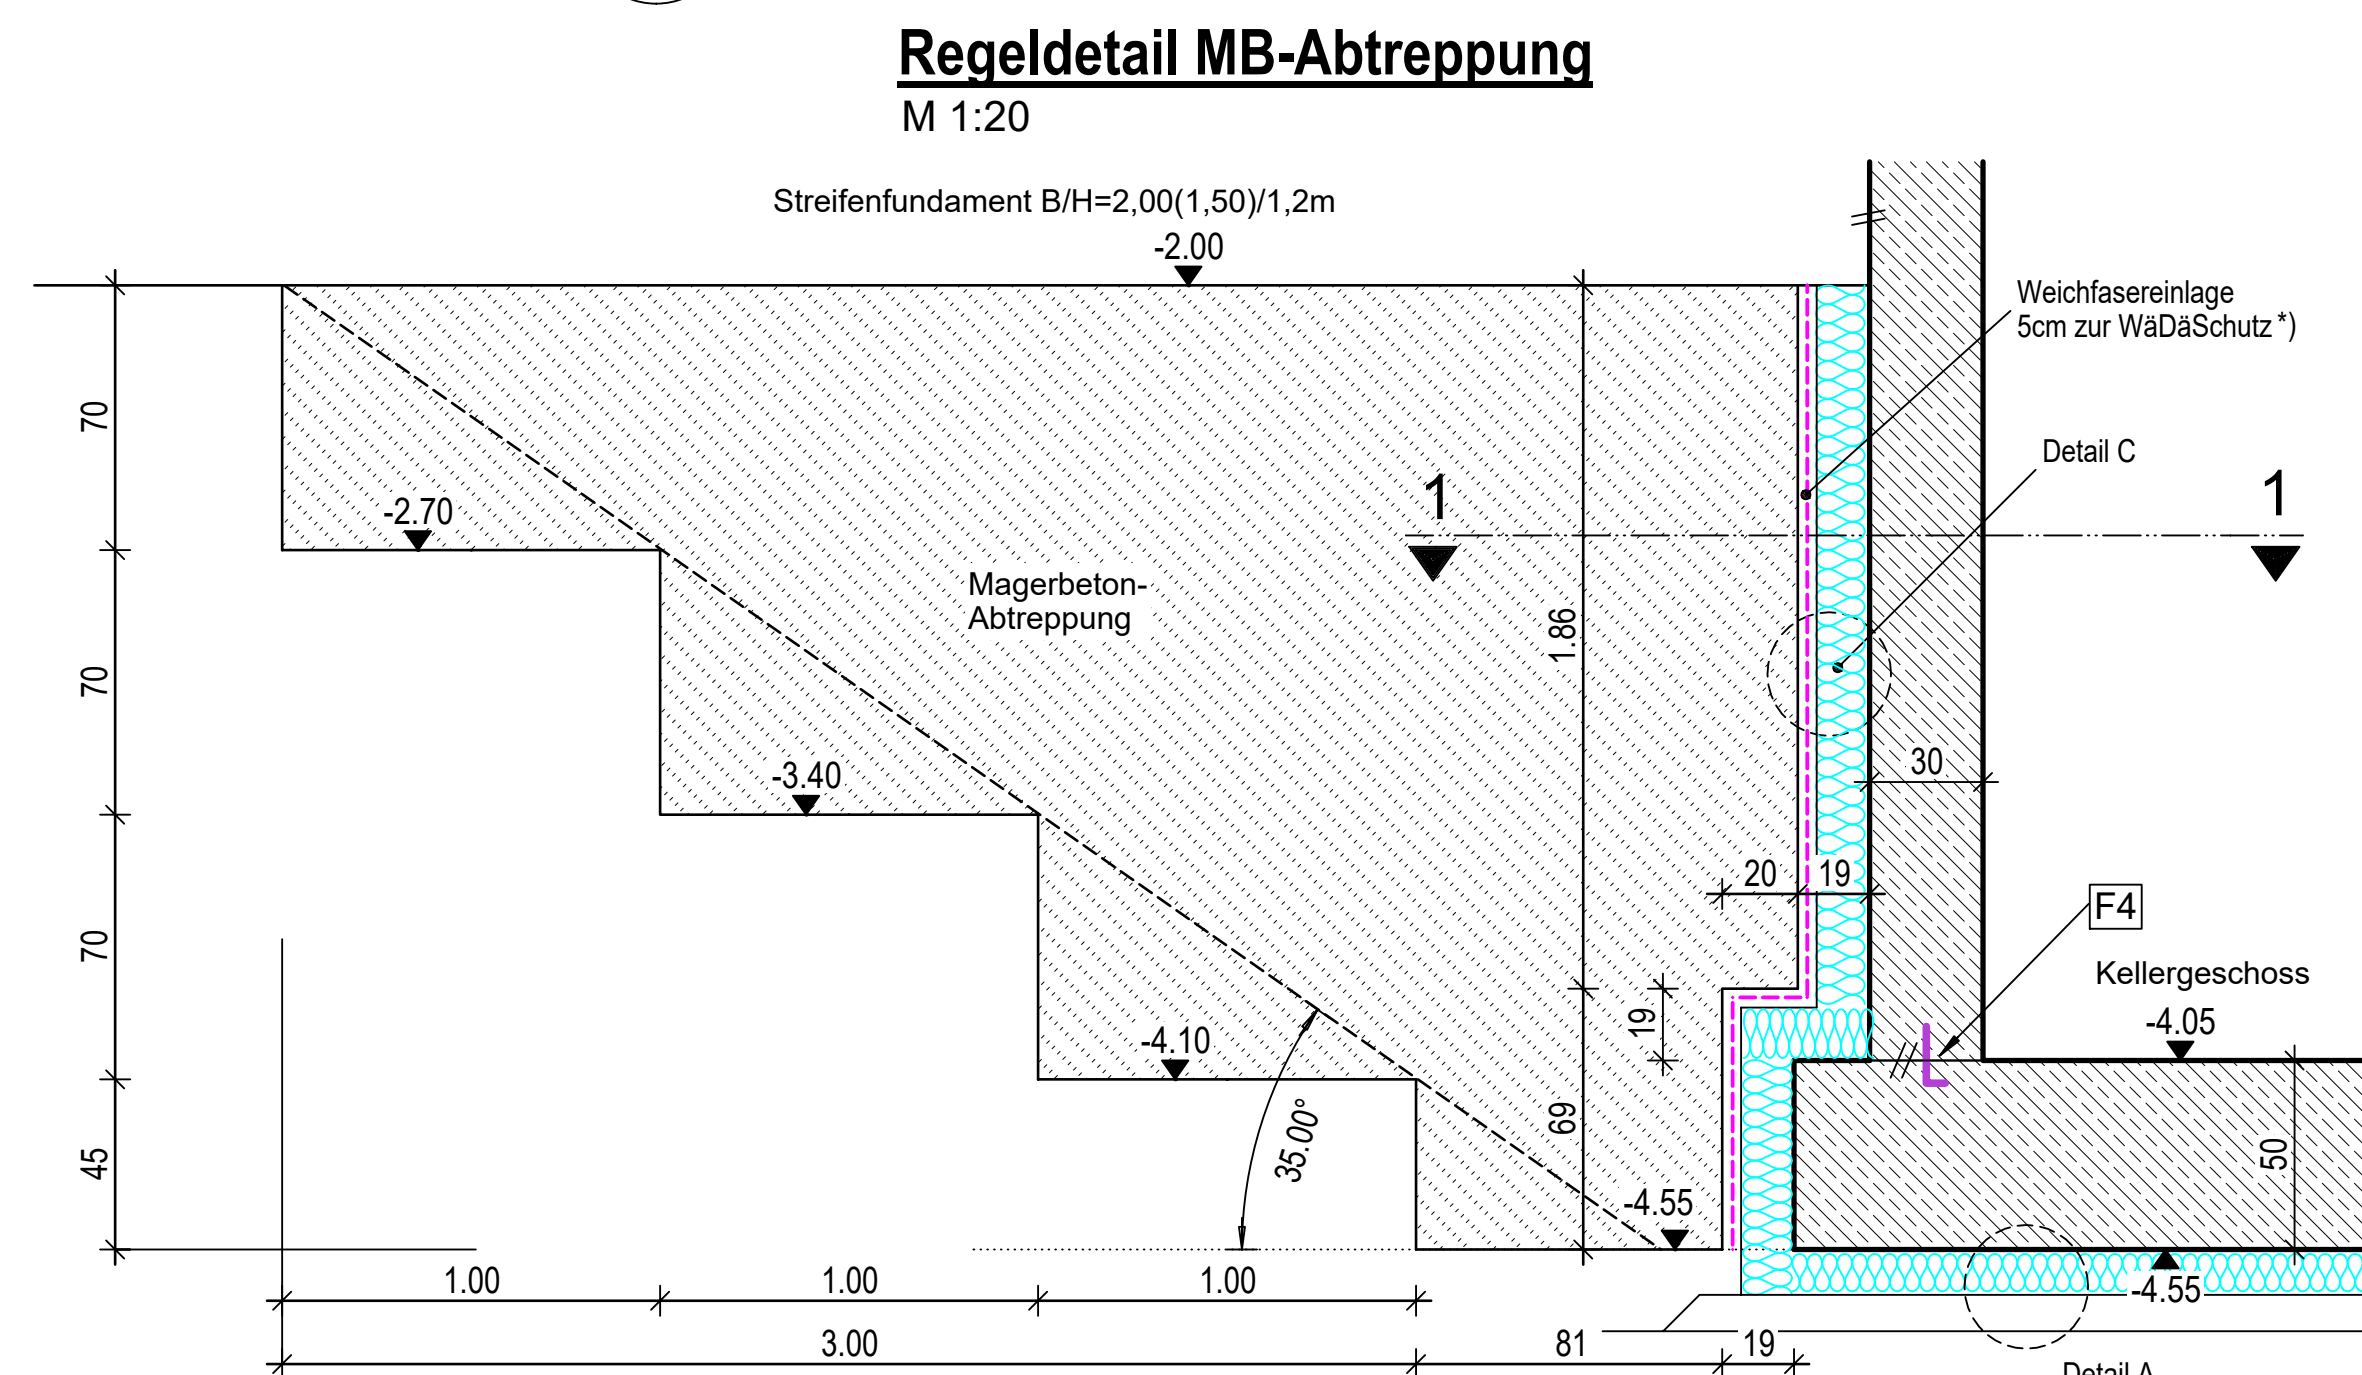 Regeldetail MB-Abtreppung
M 1:20
Streifenfundament B/H=2,00(1,50)/1,2m
-2.00
Weichfasereinlage
5cm zur WäDäSchutz *)
Detail C
70
-2.70
1
1
Magerbeton-
Abtreppung
1.86
70
-3.40
30
20
19
F4
70
Kellergeschoss
19
-4.05
-4.10
69
35.00°
45
50
-4.55
-4.55
1.00
1.00
1.00
3.00
81
19
Detail A